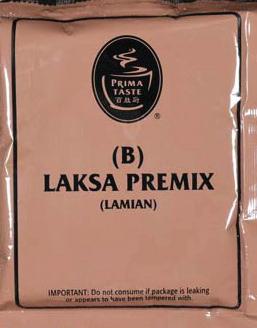 PRIMA
TASTE
百胜厨
®
(B)
LAKSA PREMIX
(LAMIAN)
IMPORTANT: Do not consume if package is leaking
or appears to have been tempered with.